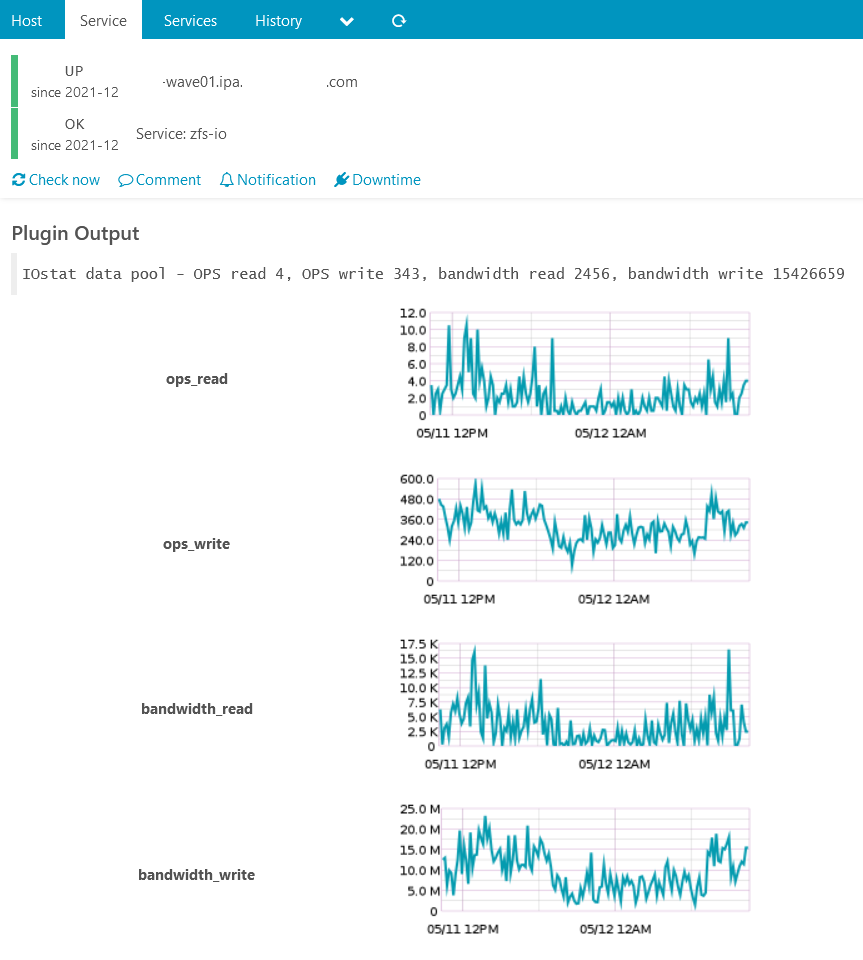 Host Service Services History
UP
since 2021-12
-wave01.ipa. .com
OK
since 2021-12
Service: zfs-io
Check now Comment Notification Downtime
Plugin Output
IOstat data pool - OPS read 4, OPS write 343, bandwidth read 2456, bandwidth write 15426659
ops_read
12.0
10.0
8.0
6.0
4.0
2.0
0
05/11 12PM 05/12 12AM
ops_write
600.0
480.0
360.0
240.0
120.0
0
05/11 12PM 05/12 12AM
bandwidth_read
17.5 K
15.0 K
12.5 K
10.0 K
7.5 K
5.0 K
2.5 K
0
05/11 12PM 05/12 12AM
bandwidth_write
25.0 M
20.0 M
15.0 M
10.0 M
5.0 M
0
05/11 12PM 05/12 12AM